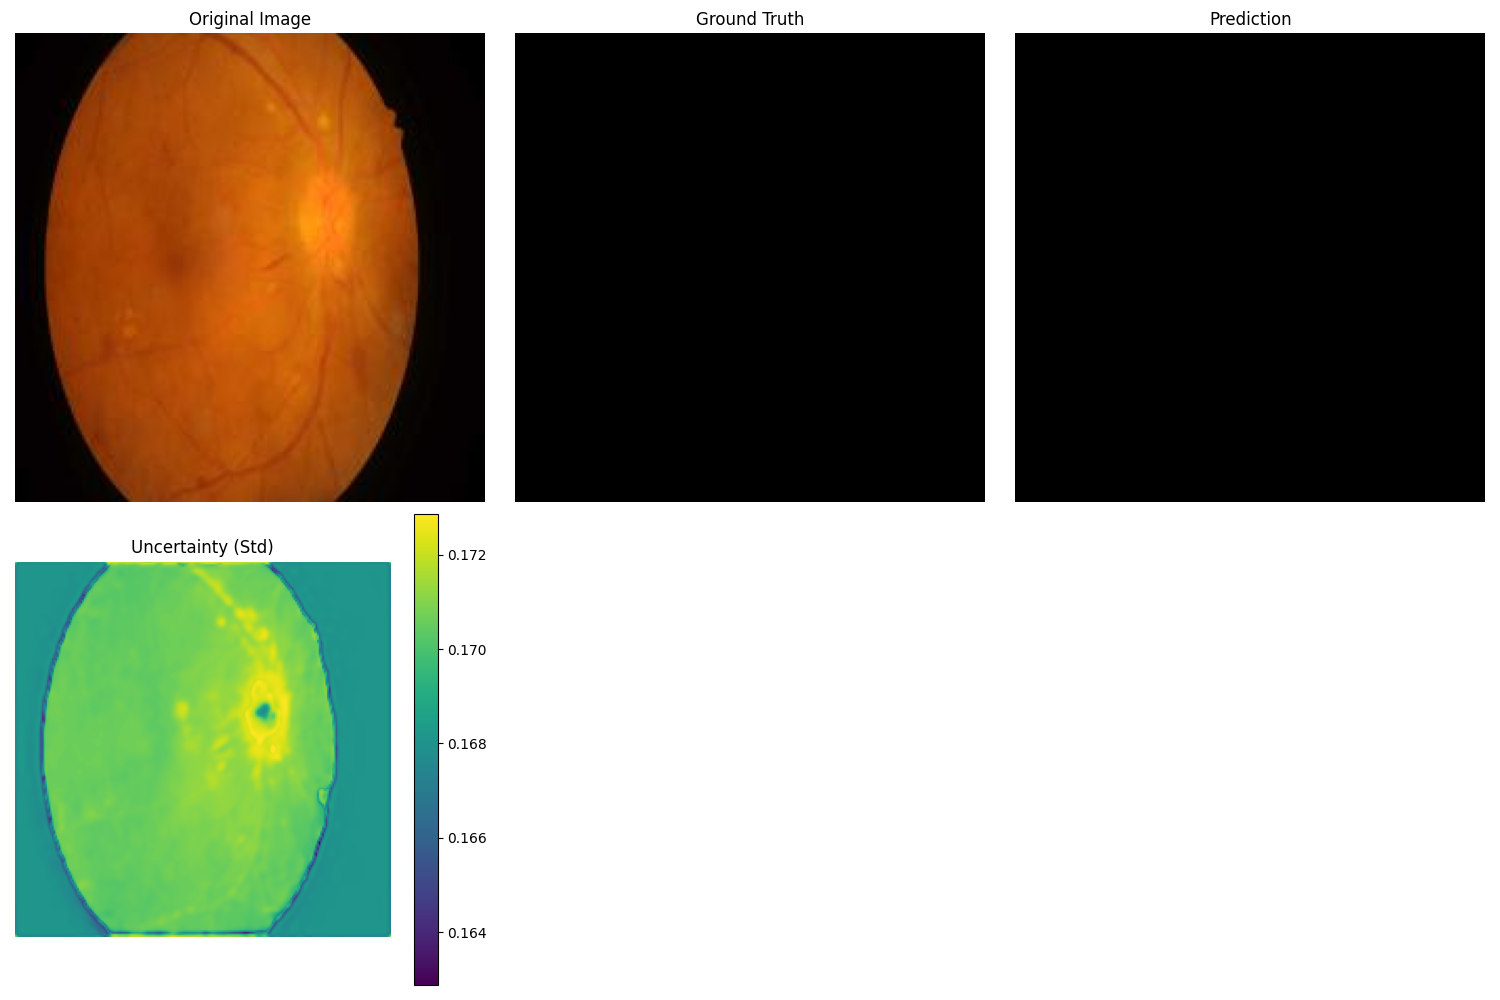 Original Image
Ground Truth
Prediction
Uncertainty (Std)
0.172
0.170
0.168
0.166
0.164